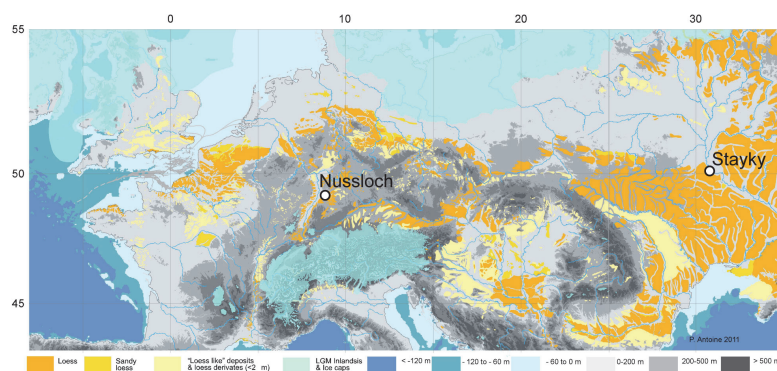 0 10 20 30
55
50
45
Stayky
Nussloch
P. Antoine 2011
Loess
Sandy loess
"Loess like" deposits & loess derivates (<2 m)
LGM Inlandsis & Ice caps
< -120 m
- 120 to - 60 m
- 60 to 0 m
0-200 m
200-500 m
> 500 m